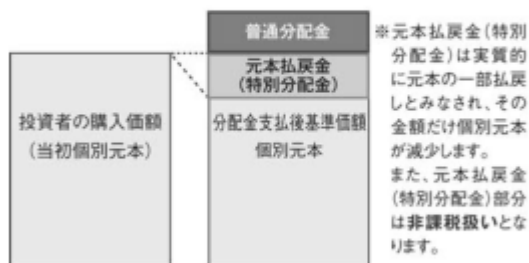 普通分配金
元本払戻金
(特別分配金)
投資者の購入価額
(当初個別元本)
分配金支払後基準価額
個別元本
※元本払戻金(特別
分配金)は実質的
に元本の一部払戻
しとみなされ、その
金額だけ個別元本
が減少します。
また、元本払戻金
(特別分配金)部分
は非課税扱いとな
ります。